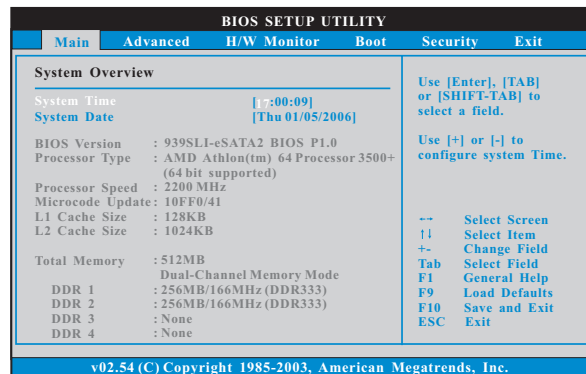 BIOS SETUP UTILITY
Main Advanced H/W Monitor Boot Security Exit
System Overview
System Time [17:00:09]
System Date [Thu 01/05/2006]
BIOS Version : 939SLI-eSATA2 BIOS P1.0
Processor Type : AMD Athlon(tm) 64 Processor 3500+
(64 bit supported)
Processor Speed : 2200 MHz
Microcode Update : 10FF0/41
L1 Cache Size : 128KB
L2 Cache Size : 1024KB
Total Memory : 512MB
Dual-Channel Memory Mode
DDR 1 : 256MB/166MHz (DDR333)
DDR 2 : 256MB/166MHz (DDR333)
DDR 3 : None
DDR 4 : None
Use [Enter], [TAB]
or [SHIFT-TAB] to
select a field.
Use [+] or [-] to
configure system Time.
←→ Select Screen
↑↓ Select Item
+- Change Field
Tab Select Field
F1 General Help
F9 Load Defaults
F10 Save and Exit
ESC Exit
v02.54 (C) Copyright 1985-2003, American Megatrends, Inc.